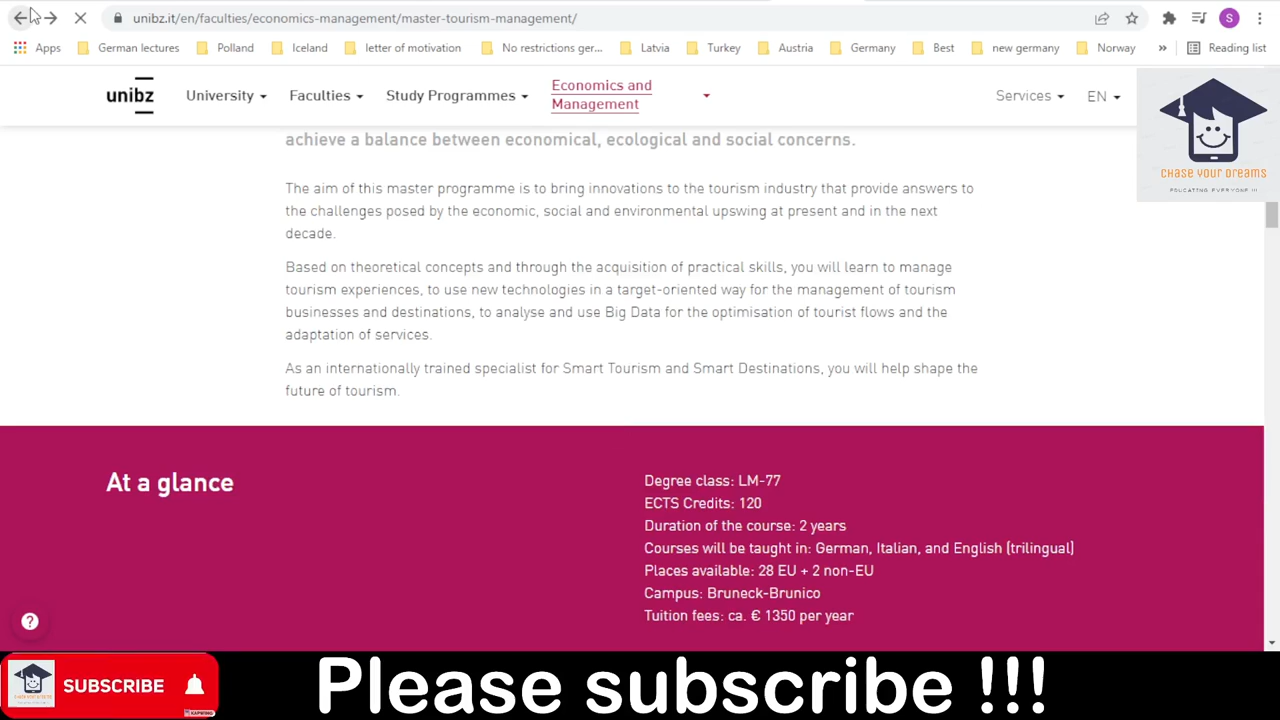 unibz.it/en/faculties/economics-management/master-tourism-management/
S
Apps German lectures Poland Iceland letter of motivation No restrictions ger... Latvia Turkey Austria Germany Best new germany Norway » Reading list
unibz University Faculties Study Programmes Economics and Management Services EN
CHASE YOUR DREAMS
EDUCATING EVERYONE !!!
achieve a balance between economical, ecological and social concerns.
The aim of this master programme is to bring innovations to the tourism industry that provide answers to
the challenges posed by the economic, social and environmental upswing at present and in the next
decade.
Based on theoretical concepts and through the acquisition of practical skills, you will learn to manage
tourism experiences, to use new technologies in a target-oriented way for the management of tourism
businesses and destinations, to analyse and use Big Data for the optimisation of tourist flows and the
adaptation of services.
As an internationally trained specialist for Smart Tourism and Smart Destinations, you will help shape the
future of tourism.
At a glance
Degree class: LM-77
ECTS Credits: 120
Duration of the course: 2 years
Courses will be taught in: German, Italian, and English (trilingual)
Places available: 28 EU + 2 non-EU
Campus: Bruneck-Brunico
Tuition fees: ca. € 1350 per year
?
SUBSCRIBE
KAPWING
Please subscribe !!!